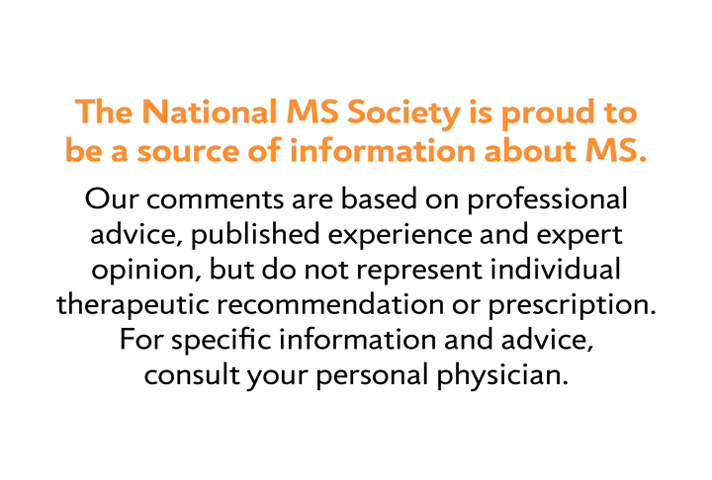 The National MS Society is proud to
be a source of information about MS.
Our comments are based on professional
advice, published experience and expert
opinion, but do not represent individual
therapeutic recommendation or prescription.
For specific information and advice,
consult your personal physician.